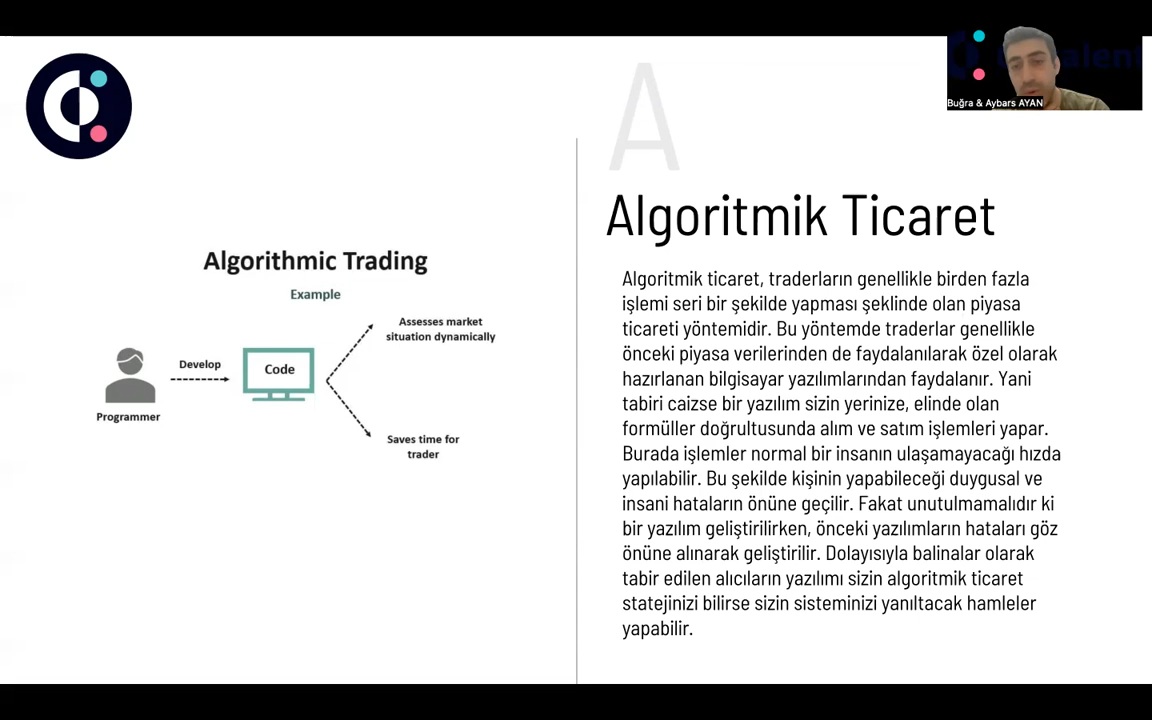 Buğra & Aybars AYAN
A
Algoritmik Ticaret
Algorithmic Trading
Example
Assesses market
situation dynamically
Develop
Code
Programmer
Saves time for
trader
Algoritmik ticaret, traderların genellikle birden fazla
işlemi seri bir şekilde yapması şeklinde olan piyasa
ticareti yöntemidir. Bu yöntemde traderlar genellikle
önceki piyasa verilerinden de faydalanılarak özel olarak
hazırlanan bilgisayar yazılımlarından faydalanır. Yani
tabiri caizse bir yazılım sizin yerinize, elinde olan
formüller doğrultusunda alım ve satım işlemleri yapar.
Burada işlemler normal bir insanın ulaşamayacağı hızda
yapılabilir. Bu şekilde kişinin yapabileceği duygusal ve
insani hataların önüne geçilir. Fakat unutulmamalıdır ki
bir yazılım geliştirilirken, önceki yazılımların hataları göz
önüne alınarak geliştirilir. Dolayısıyla balinalar olarak
tabir edilen alıcıların yazılımı sizin algoritmik ticaret
statejinizi bilirse sizin sisteminizi yanıltacak hamleler
yapabilir.